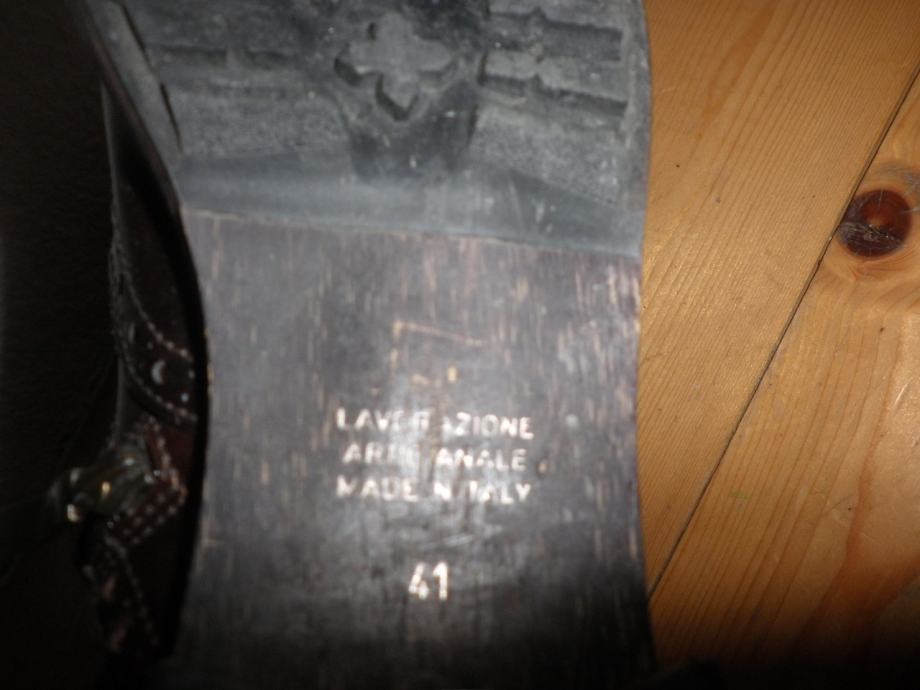 LAVORAZIONE
ARTIGIANALE
MADE IN ITALY
41